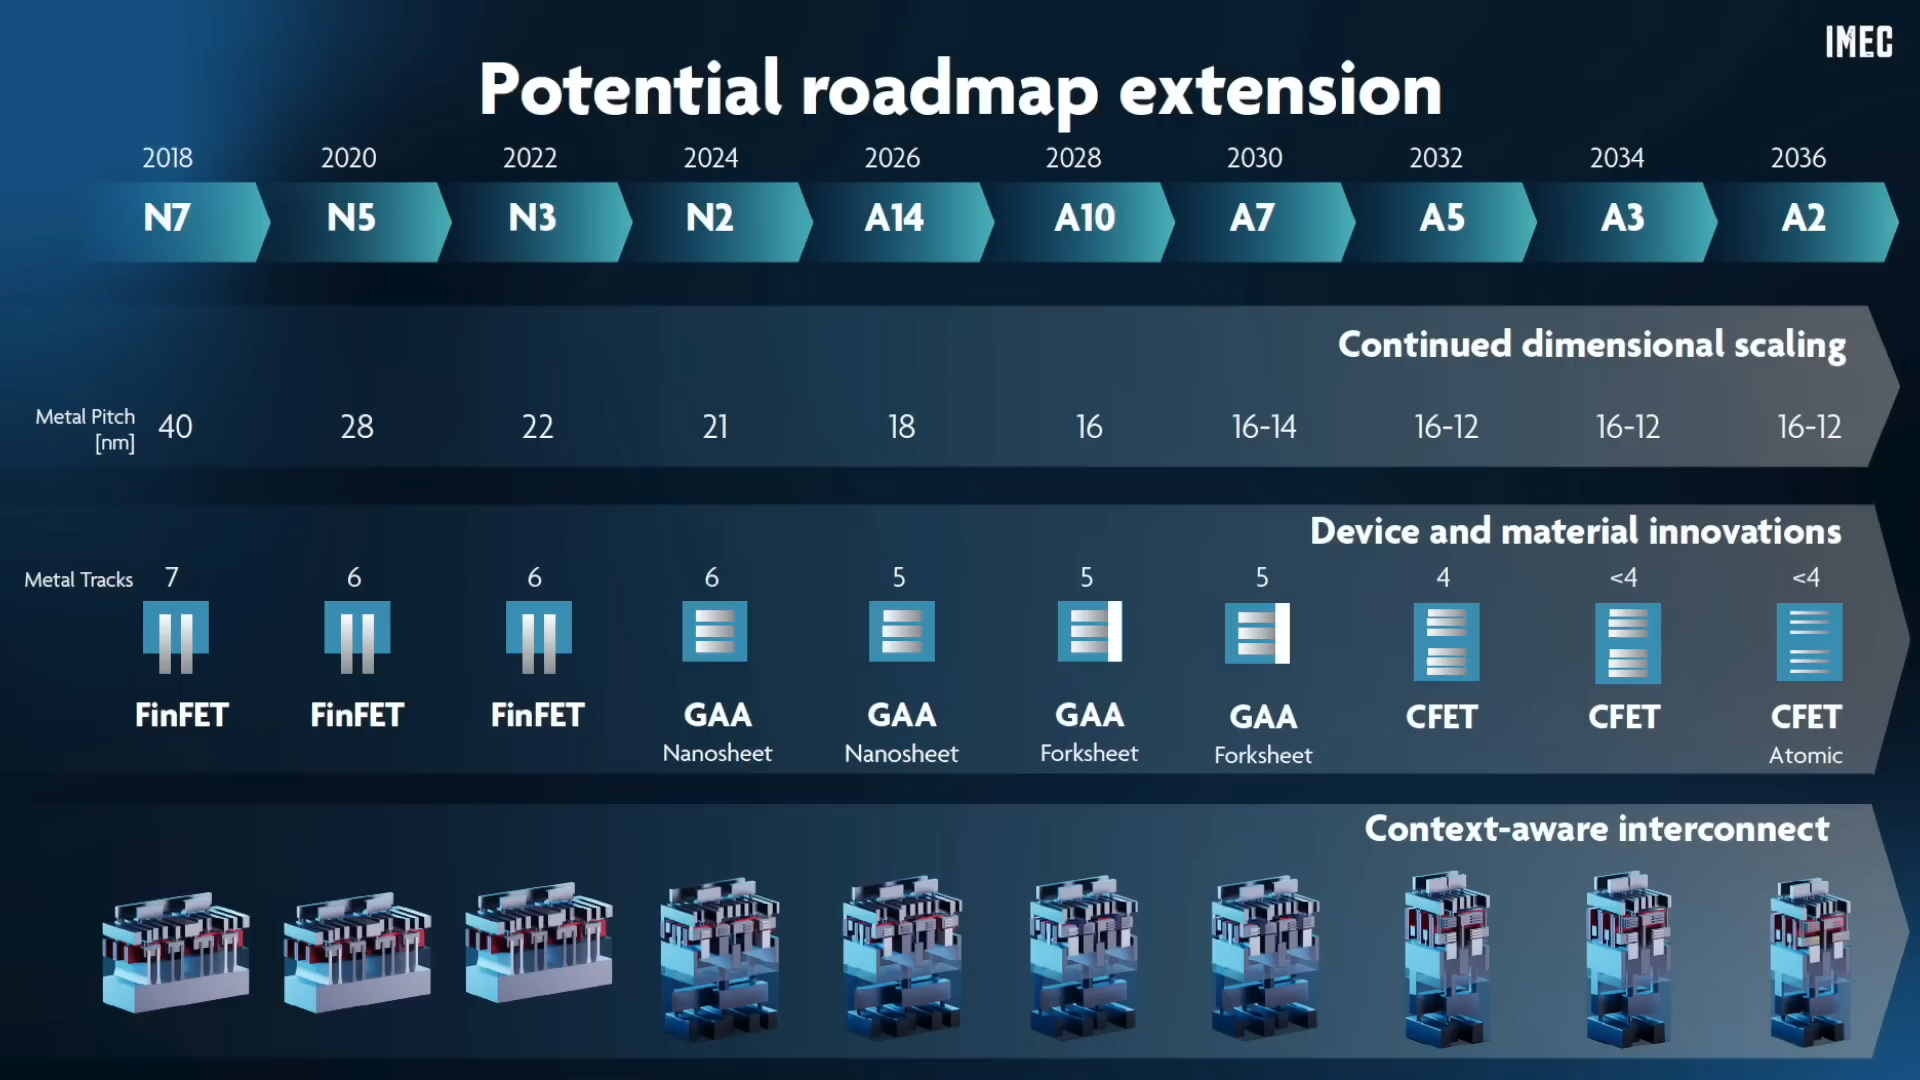 IMEC
Potential roadmap extension
2018 2020 2022 2024 2026 2028 2030 2032 2034 2036
N7 N5 N3 N2 A14 A10 A7 A5 A3 A2
Continued dimensional scaling
Metal Pitch
[nm]
40 28 22 21 18 16 16-14 16-12 16-12 16-12
Device and material innovations
Metal Tracks 7 6 6 6 5 5 5 4 <4 <4
FinFET FinFET FinFET GAA GAA GAA GAA CFET CFET CFET
Nanosheet Nanosheet Forksheet Forksheet Atomic
Context-aware interconnect